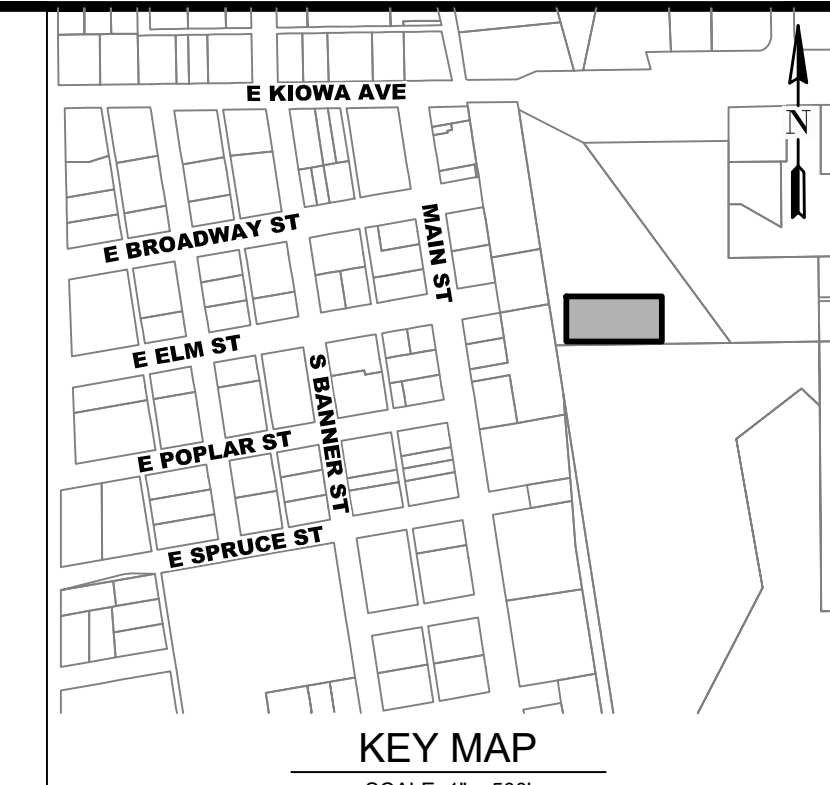 E KIOWA AVE
N
MAIN ST
E BROADWAY ST
E ELM ST
S BANNER ST
E POPLAR ST
E SPRUCE ST
KEY MAP